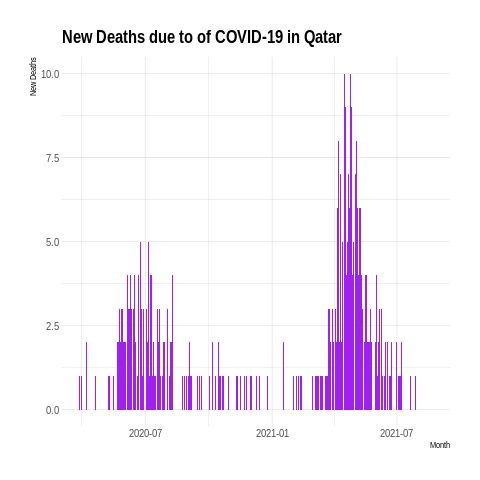 New Deaths due to of COVID-19 in Qatar
New Deaths
10.0
7.5
5.0
2.5
0.0
2020-07
2021-01
2021-07
Month